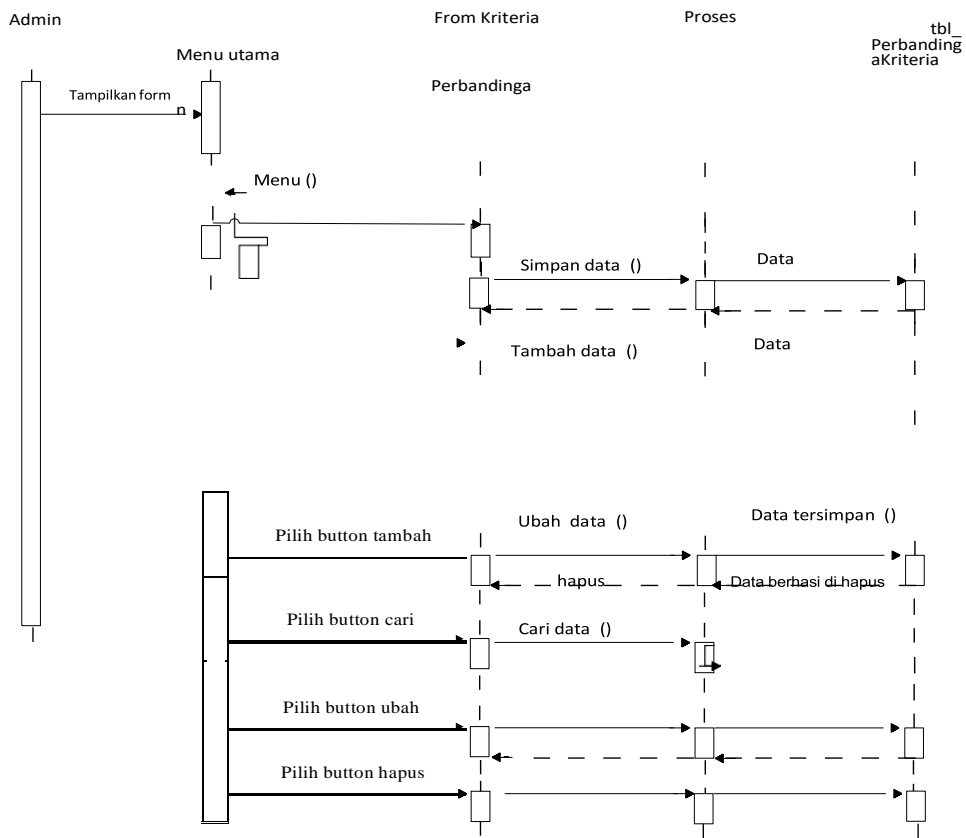 Admin
From Kriteria
Proses
tbl_
Perbanding
aKriteria
Menu utama
Perbandinga
Tampilkan form
n
Menu ()
Simpan data ()
Data
Tambah data ()
Data
Ubah data ()
Data tersimpan ()
Pilih button tambah
hapus
Data berhasi di hapus
Pilih button cari
Cari data ()
Pilih button ubah
Pilih button hapus